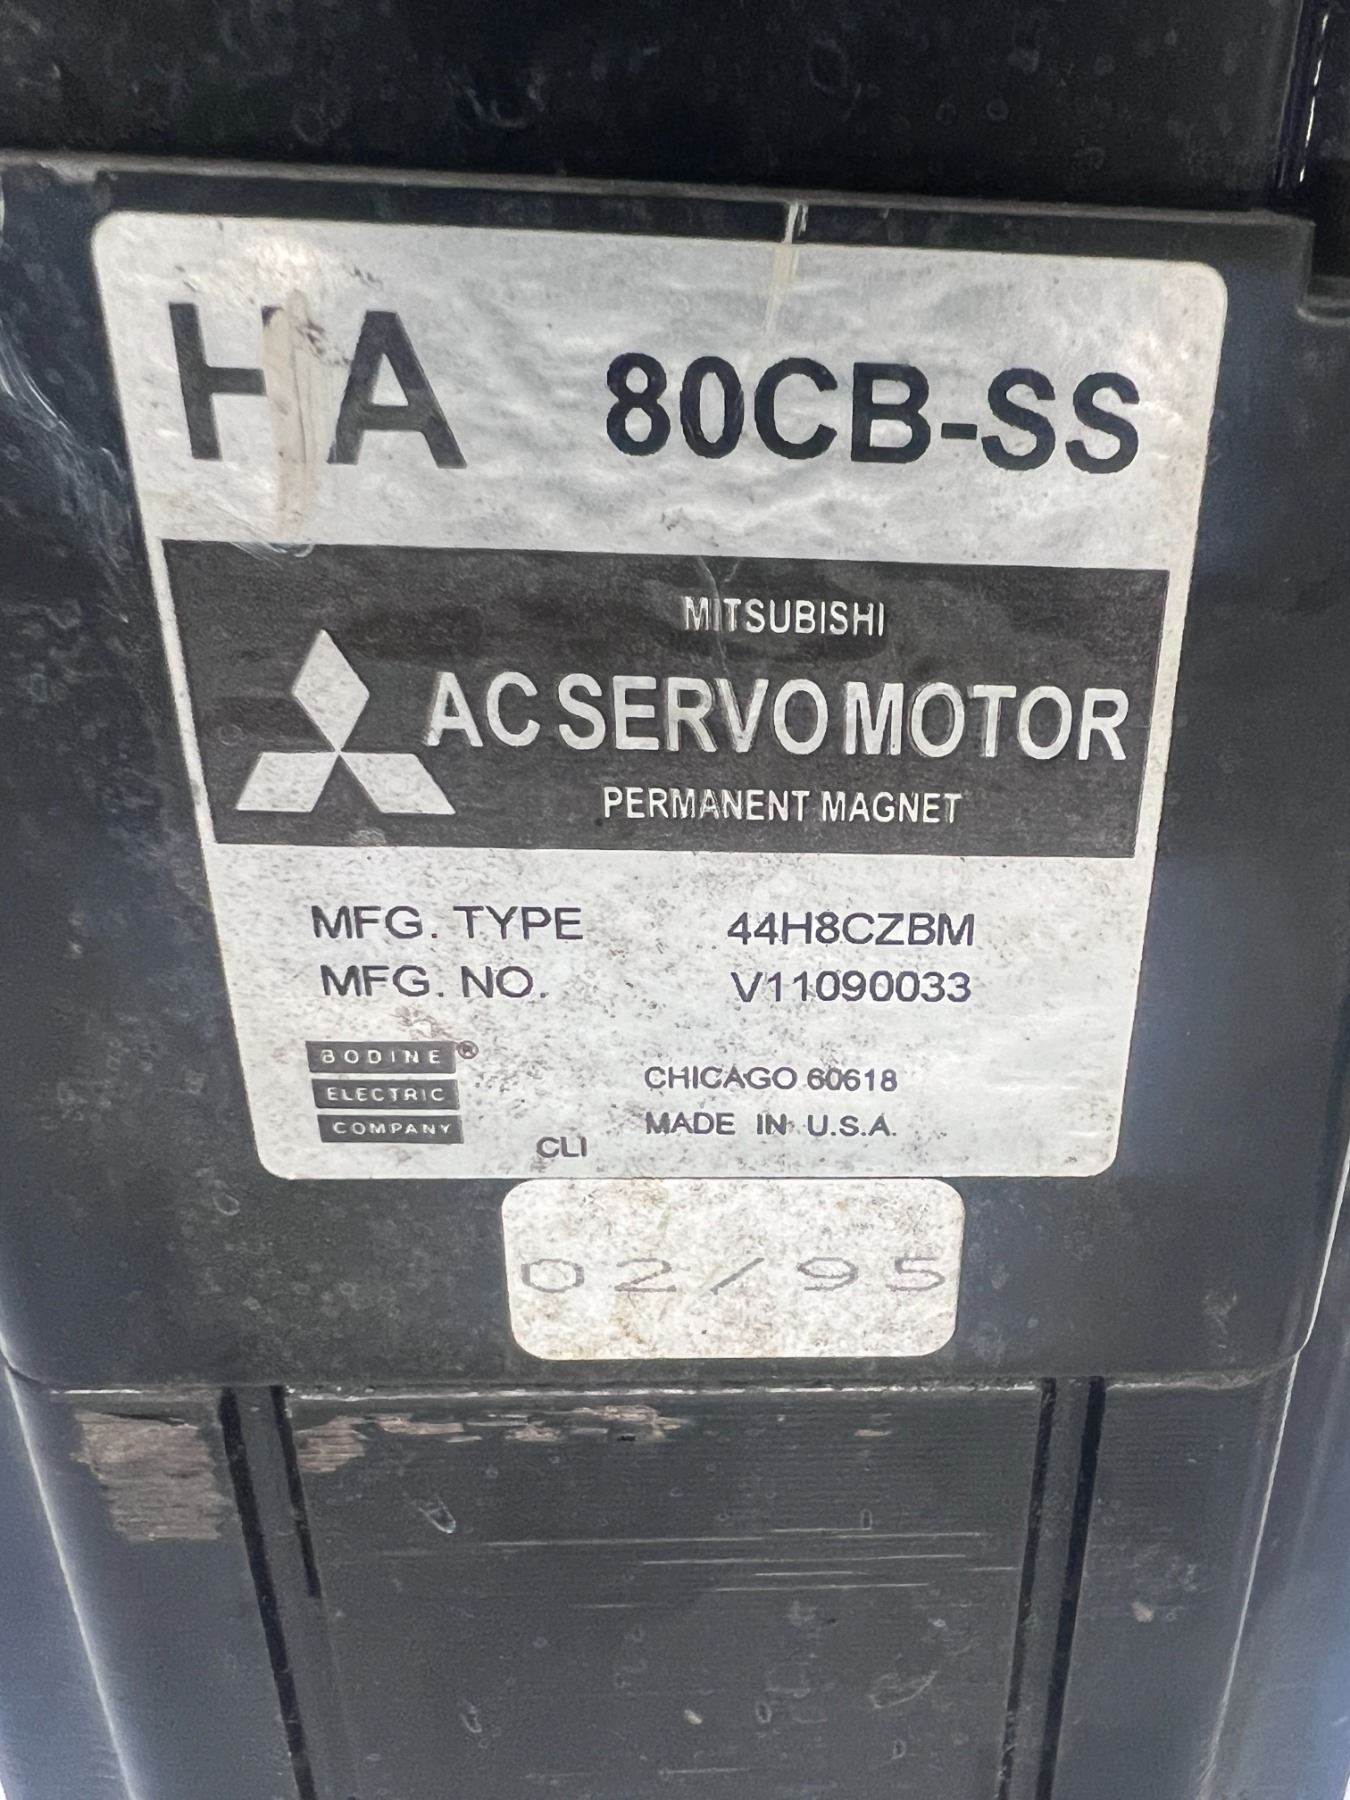 HA 80CB-SS
MITSUBISHI
AC SERVO MOTOR
PERMANENT MAGNET
MFG. TYPE 44H8CZBM
MFG. NO. V11090033
BODINE ®
ELECTRIC
COMPANY
CHICAGO 60618
MADE IN U.S.A.
CLI
02/95